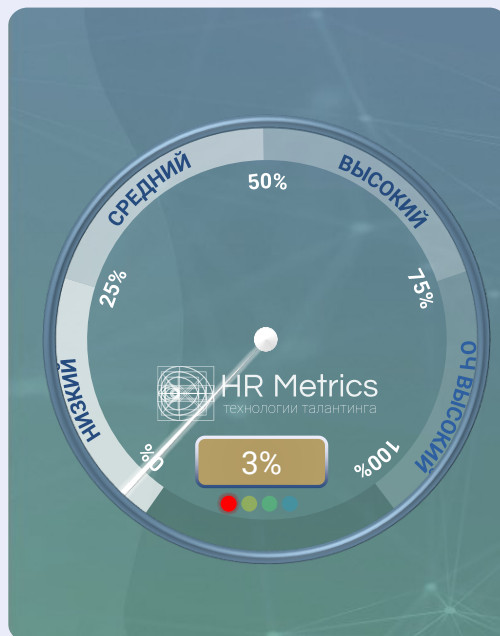 СРЕДНИЙ
ВЫСОКИЙ
50%
25%
75%
НИЗКИЙ
ОЧ ВЫСОКИЙ
HR Metrics
технологии талантинга
0%
100%
3%